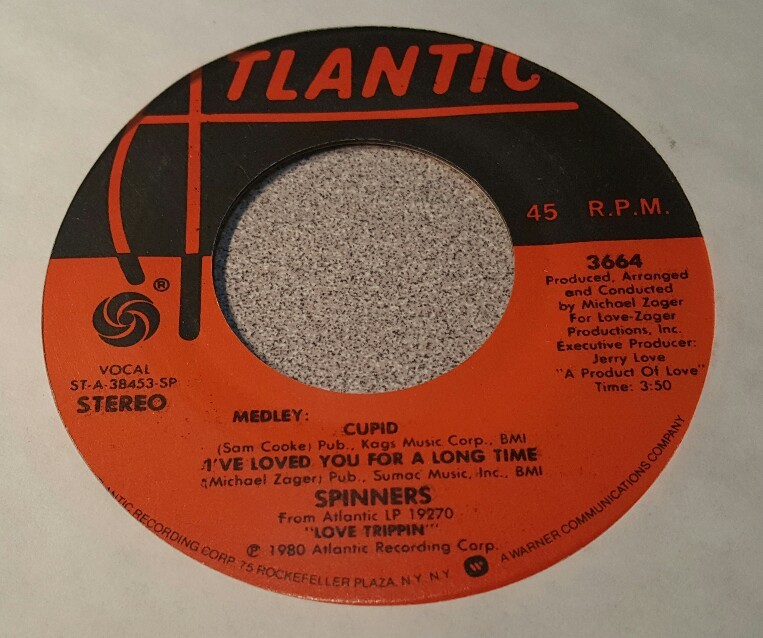 ATLANTIC
45 R.P.M.
®
3664
Produced, Arranged
and Conducted
by Michael Zager
For Love-Zager
Productions, Inc.
Executive Producer:
Jerry Love
"A Product Of Love"
Time: 3:50
VOCAL
ST-A-38453-SP
STEREO
MEDLEY:
CUPID
(Sam Cooke) Pub., Kags Music Corp., BMI
I'VE LOVED YOU FOR A LONG TIME
(Michael Zager) Pub., Sumac Music, Inc., BMI
SPINNERS
From Atlantic LP 19270
"LOVE TRIPPIN'"
℗ 1980 Atlantic Recording Corp.
ATLANTIC RECORDING CORP. 75 ROCKEFELLER PLAZA, N.Y. N.Y. W A WARNER COMMUNICATIONS COMPANY